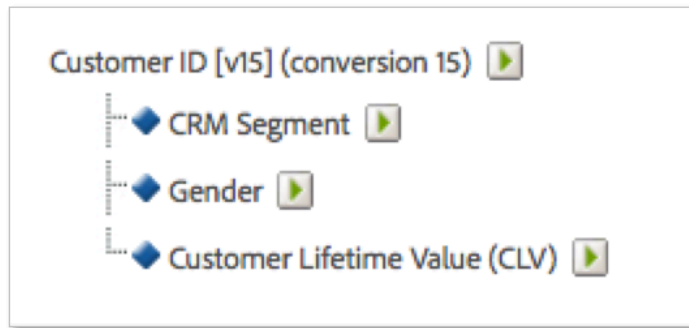 Customer ID [v15] (conversion 15)
CRM Segment
Gender
Customer Lifetime Value (CLV)